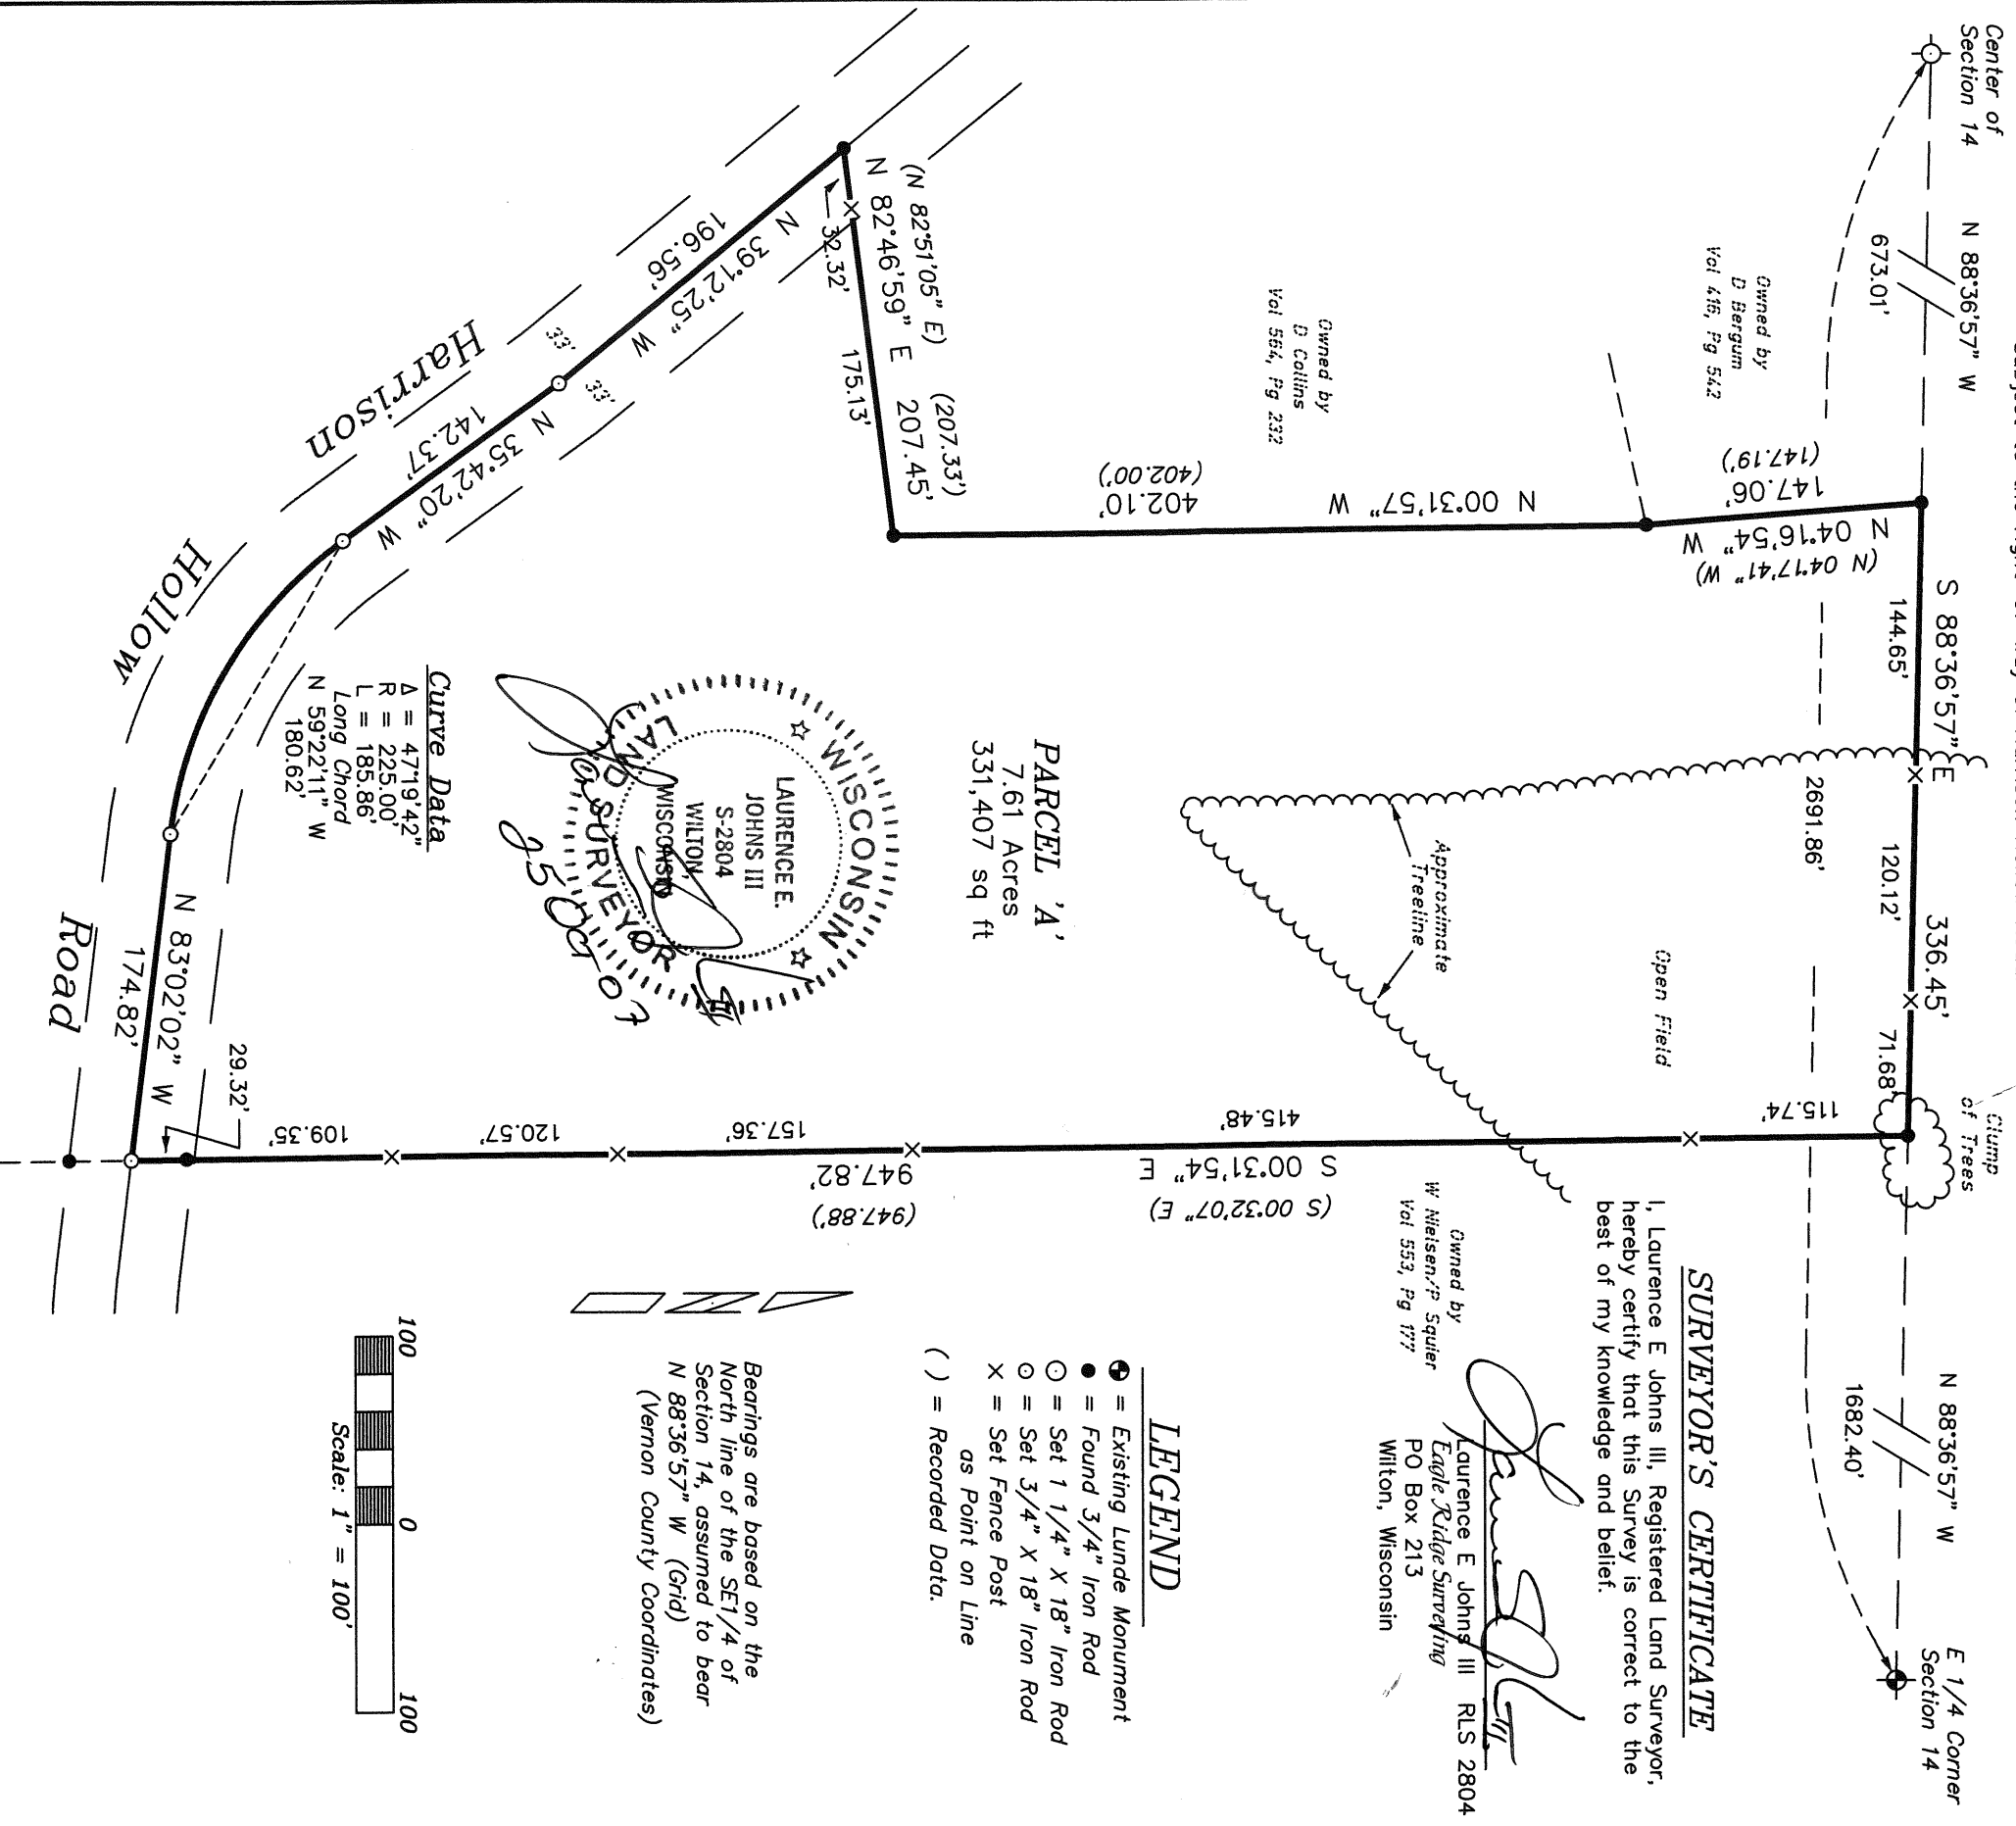 Center of
Section 14
N 88°36'57" W
673.01'
S 88°36'57" E
336.45'
144.65'
120.12'
71.68'
Clump
of Trees
N 88°36'57" W
1682.40'
E 1/4 Corner
Section 14
2691.86'
Owned by
D Bergum
Vol 416, Pg 542
(147.19')
147.06'
N 04°16'54" W
(N 04°17'41" W)
Owned by
D Collins
Vol 564, Pg 232
N 00°31'57" W
402.10'
(402.00')
(N 82°51'05" E)
(207.33')
N 82°46'59" E
207.45'
32.32'
175.13'
N 39°12'25" W
196.56'
33'
33'
N 35°42'20" W
142.37'
Harrison
Hollow
Road
Approximate
Treeline
Open Field
PARCEL 'A'
7.61 Acres
331,407 sq ft
WISCONSIN
LAURENCE E.
JOHNS III
S-2804
WILTON,
WISCONSIN
LAND SURVEYOR
Curve Data
Δ = 47°19'42"
R = 225.00'
L = 185.86'
Long Chord
N 59°22'11" W
180.62'
N 83°02'02" W
174.82'
29.32'
109.35'
120.57'
157.36'
415.48'
115.74'
S 00°31'54" E
947.82'
(S 00°32'07" E)
(947.88')
Owned by
W Nielsen/P Squier
Vol 553, Pg 177
SURVEYOR'S CERTIFICATE
I, Laurence E Johns III, Registered Land Surveyor,
hereby certify that this Survey is correct to the
best of my knowledge and belief.
Laurence E Johns III RLS 2804
Eagle Ridge Surveying
PO Box 213
Wilton, Wisconsin
LEGEND
= Existing Lunde Monument
= Found 3/4" Iron Rod
= Set 1 1/4" X 18" Iron Rod
= Set 3/4" X 18" Iron Rod
X = Set Fence Post
as Point on Line
( ) = Recorded Data.
N
Bearings are based on the
North line of the SE1/4 of
Section 14, assumed to bear
N 88°36'57" W (Grid)
(Vernon County Coordinates)
100 0 100
Scale: 1" = 100'